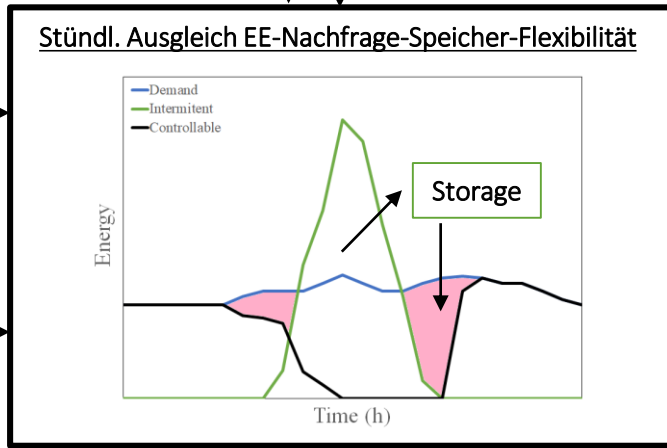 Stündl. Ausgleich EE-Nachfrage-Speicher-Flexibilität
Demand
Intermitent
Controllable
Storage
Energy
Time (h)